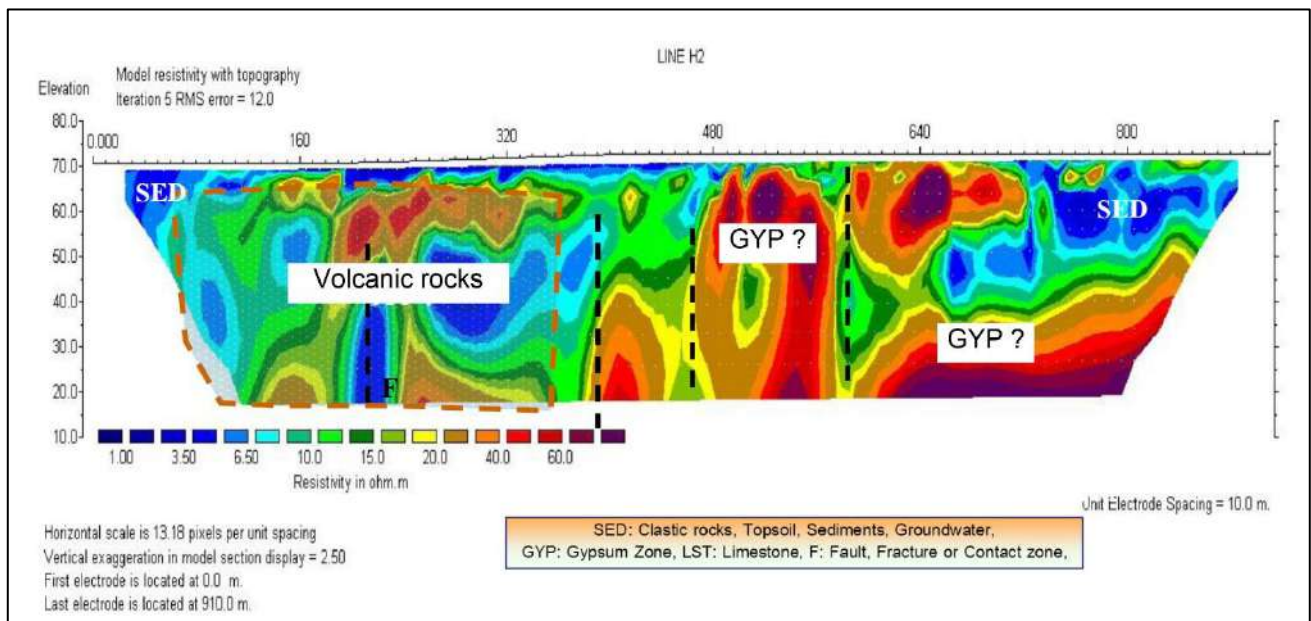 LINE H2
Model resistivity with topography
Elevation
Iteration 5 RMS error = 12.0
80.0
0.000 160 320 480 640 800
70.0
SED
SED
60.0
GYP ?
50.0
Volcanic rocks
40.0
30.0
GYP ?
20.0
F
10.0
1.00 3.50 6.50 10.0 15.0 20.0 40.0 60.0
Resistivity in ohm.m
Unit Electrode Spacing = 10.0 m.
Horizontal scale is 13.18 pixels per unit spacing
Vertical exaggeration in model section display = 2.50
First electrode is located at 0.0 m.
Last electrode is located at 910.0 m.
SED: Clastic rocks, Topsoil, Sediments, Groundwater,
GYP: Gypsum Zone, LST: Limestone, F: Fault, Fracture or Contact zone,